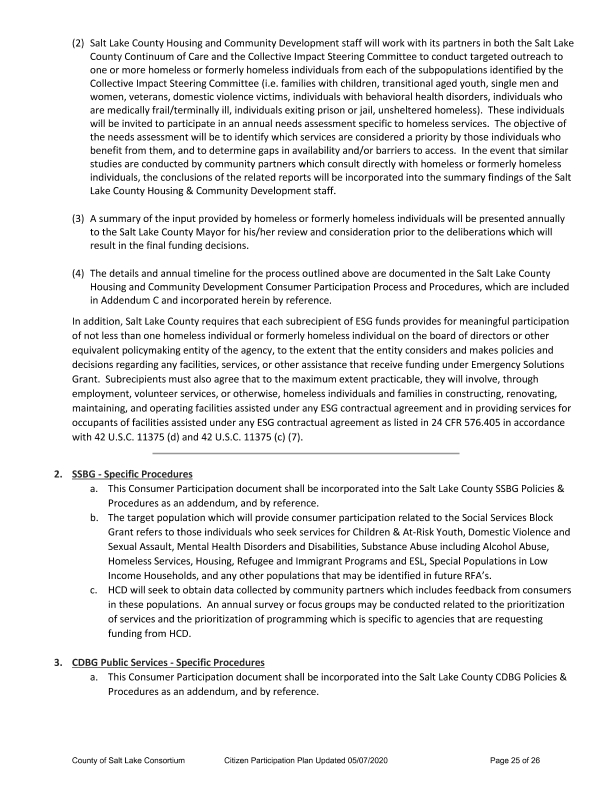 (2) Salt Lake County Housing and Community Development staff will work with its partners in both the Salt Lake
County Continuum of Care and the Collective Impact Steering Committee to conduct targeted outreach to
one or more homeless or formerly homeless individuals from each of the subpopulations identified by the
Collective Impact Steering Committee (i.e. families with children, transitional aged youth, single men and
women, veterans, domestic violence victims, individuals with behavioral health disorders, individuals who
are medically frail/terminally ill, individuals exiting prison or jail, unsheltered homeless). These individuals
will be invited to participate in an annual needs assessment specific to homeless services. The objective of
the needs assessment will be to identify which services are considered a priority by those individuals who
benefit from them, and to determine gaps in availability and/or barriers to access. In the event that similar
studies are conducted by community partners which consult directly with homeless or formerly homeless
individuals, the conclusions of the related reports will be incorporated into the summary findings of the Salt
Lake County Housing & Community Development staff.
(3) A summary of the input provided by homeless or formerly homeless individuals will be presented annually
to the Salt Lake County Mayor for his/her review and consideration prior to the deliberations which will
result in the final funding decisions.
(4) The details and annual timeline for the process outlined above are documented in the Salt Lake County
Housing and Community Development Consumer Participation Process and Procedures, which are included
in Addendum C and incorporated herein by reference.
In addition, Salt Lake County requires that each subrecipient of ESG funds provides for meaningful participation
of not less than one homeless individual or formerly homeless individual on the board of directors or other
equivalent policymaking entity of the agency, to the extent that the entity considers and makes policies and
decisions regarding any facilities, services, or other assistance that receive funding under Emergency Solutions
Grant. Subrecipients must also agree that to the maximum extent practicable, they will involve, through
employment, volunteer services, or otherwise, homeless individuals and families in constructing, renovating,
maintaining, and operating facilities assisted under any ESG contractual agreement and in providing services for
occupants of facilities assisted under any ESG contractual agreement as listed in 24 CFR 576.405 in accordance
with 42 U.S.C. 11375 (d) and 42 U.S.C. 11375 (c) (7).
2. SSBG - Specific Procedures
a. This Consumer Participation document shall be incorporated into the Salt Lake County SSBG Policies &
Procedures as an addendum, and by reference.
b. The target population which will provide consumer participation related to the Social Services Block
Grant refers to those individuals who seek services for Children & At-Risk Youth, Domestic Violence and
Sexual Assault, Mental Health Disorders and Disabilities, Substance Abuse including Alcohol Abuse,
Homeless Services, Housing, Refugee and Immigrant Programs and ESL, Special Populations in Low
Income Households, and any other populations that may be identified in future RFA's.
c. HCD will seek to obtain data collected by community partners which includes feedback from consumers
in these populations. An annual survey or focus groups may be conducted related to the prioritization
of services and the prioritization of programming which is specific to agencies that are requesting
funding from HCD.
3. CDBG Public Services - Specific Procedures
a. This Consumer Participation document shall be incorporated into the Salt Lake County CDBG Policies &
Procedures as an addendum, and by reference.
County of Salt Lake Consortium Citizen Participation Plan Updated 05/07/2020 Page 25 of 26